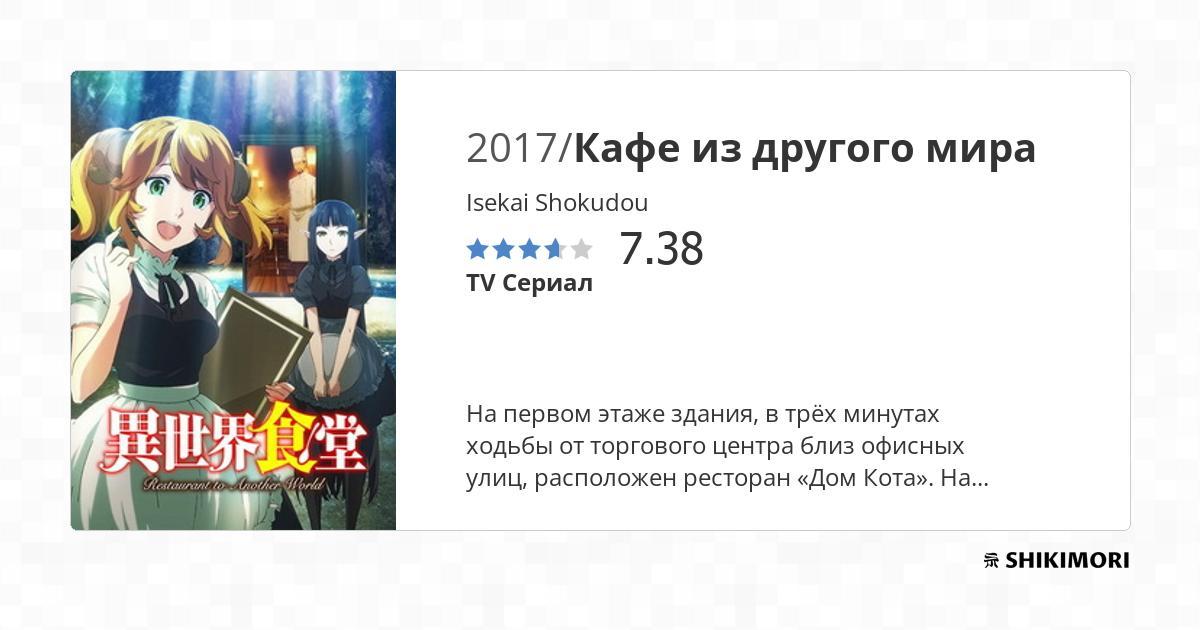 2017/Кафе из другого мира
Isekai Shokudou
7.38
TV Сериал
На первом этаже здания, в трёх минутах
ходьбы от торгового центра близ офисных
улиц, расположен ресторан «Дом Кота». На...
異世界食堂
Restaurant to Another World
SHIKIMORI